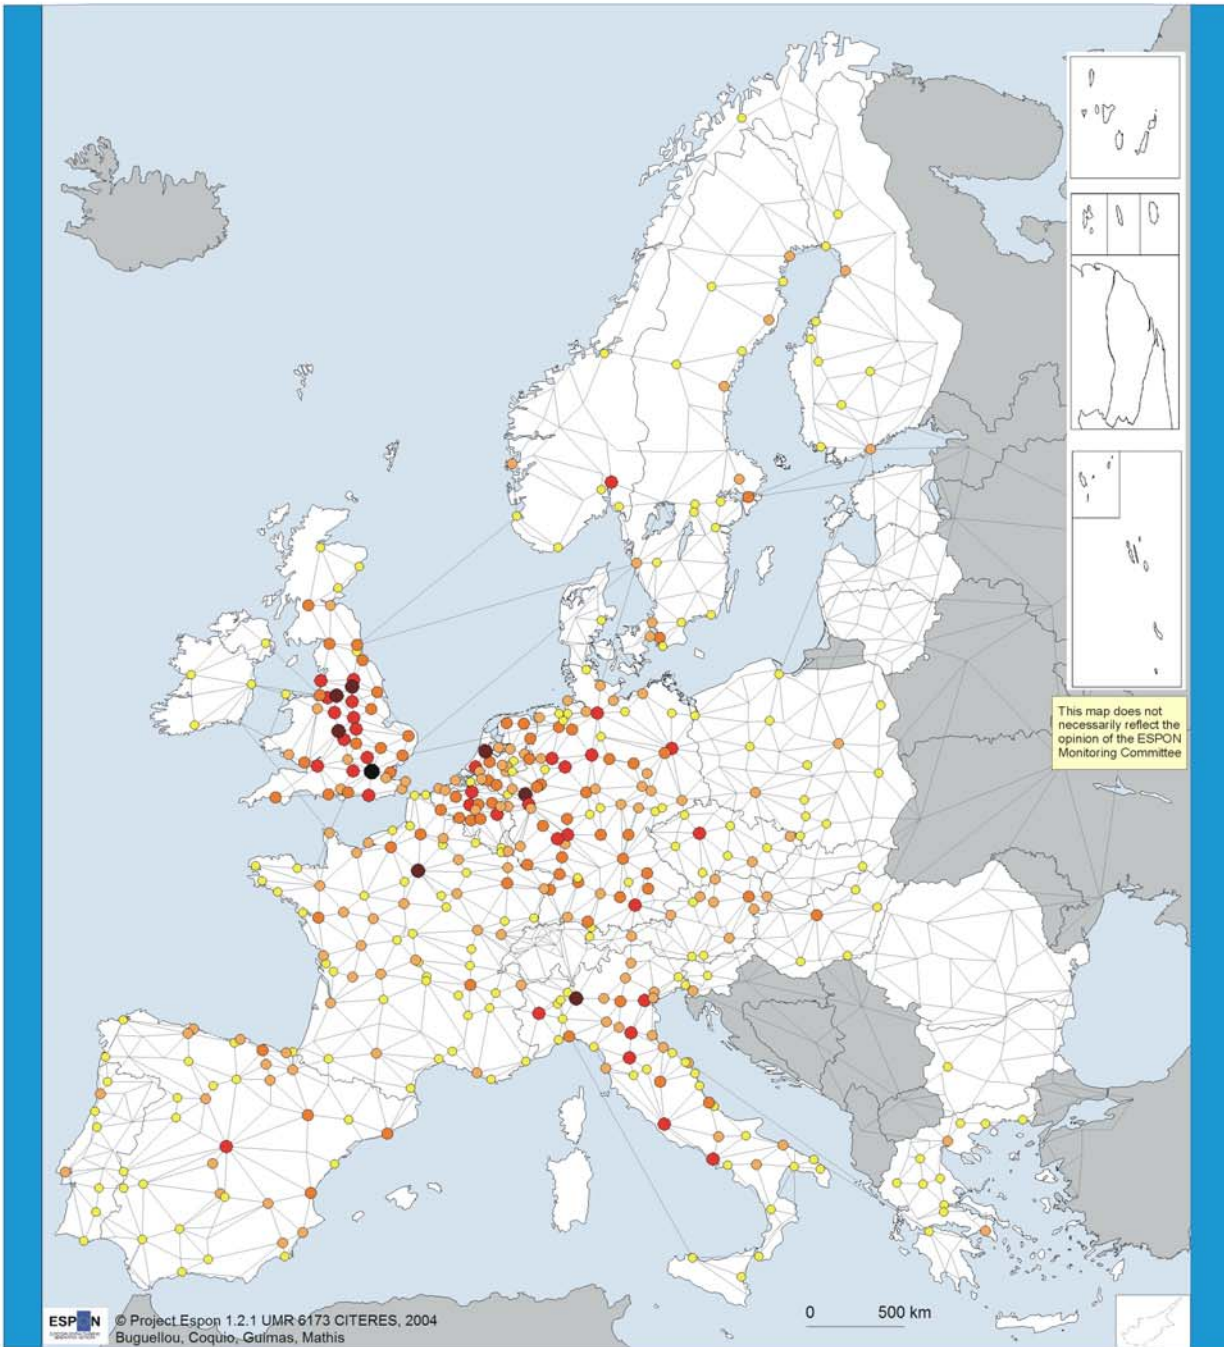 This map does not
necessarily reflect the
opinion of the ESPON
Monitoring Committee
0 500 km
ESPON
© Project Espon 1.2.1 UMR 6173 CITERES, 2004
Buguellou, Coquio, Guimas, Mathis